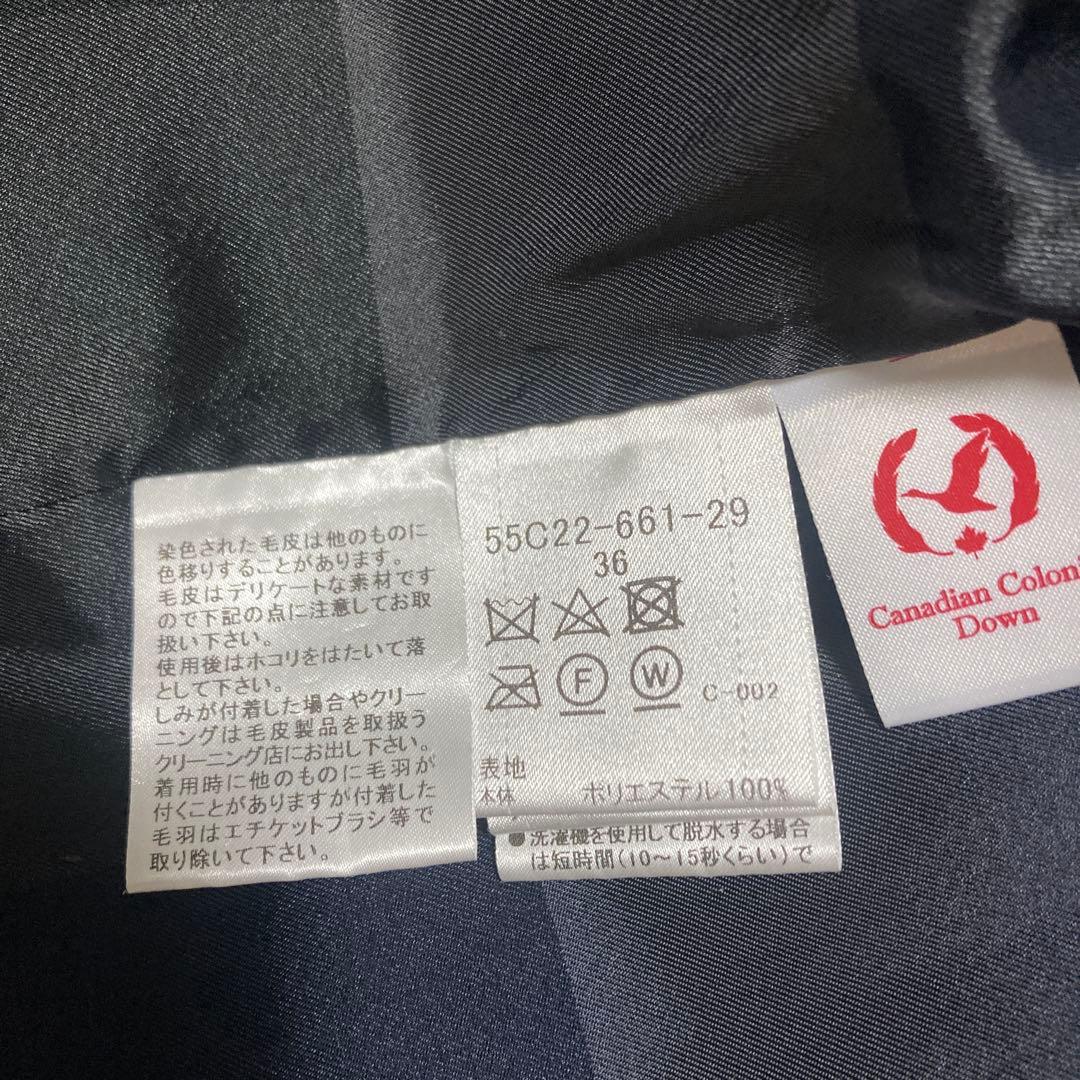 染色された毛皮は他のものに
色移りすることがあります。
毛皮はデリケートな素材です
ので下記の点に注意してお取
扱い下さい。
使用後はホコリをはたいて落
として下さい。
しみが付着した場合やクリー
ニングは毛皮製品を取扱う
クリーニング店にお出し下さい。
着用時に他のものに毛羽が
付くことがありますが付着した
毛羽はエチケットブラシ等で
取り除いて下さい。
55C22-661-29
36
F W C-002
表地
本体 ポリエステル100%
●洗濯機を使用して脱水する場合
は短時間(10〜15秒くらい)で
Canadian Coloni
Down